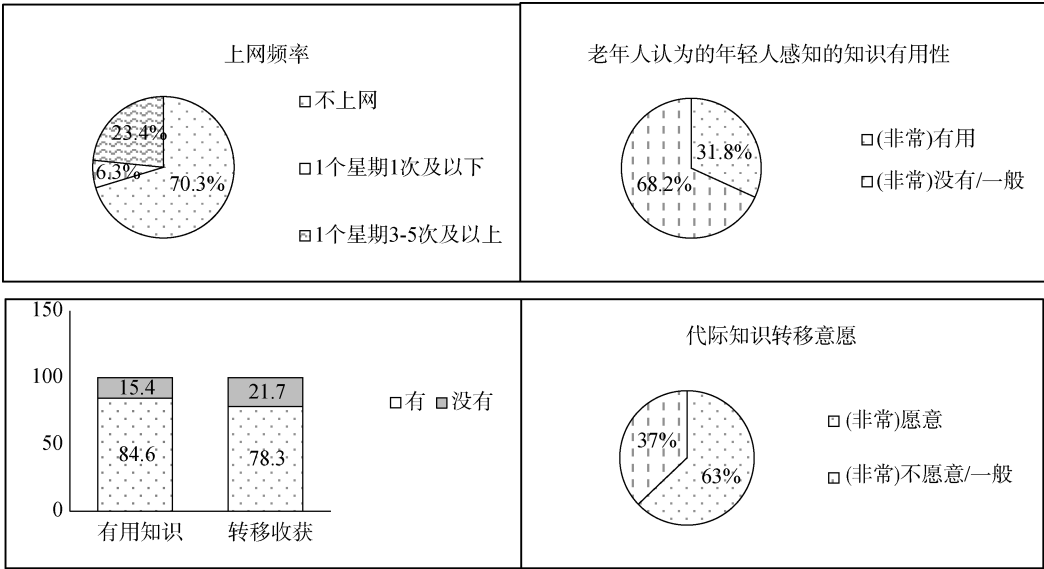 上网频率
23.4%
6.3%
70.3%
不上网
1个星期1次及以下
1个星期3-5次及以上
老年人认为的年轻人感知的知识有用性
31.8%
68.2%
(非常)有用
(非常)没有/一般
150
100
50
0
15.4
84.6
21.7
78.3
有用知识
转移收获
有
没有
代际知识转移意愿
37%
63%
(非常)愿意
(非常)不愿意/一般